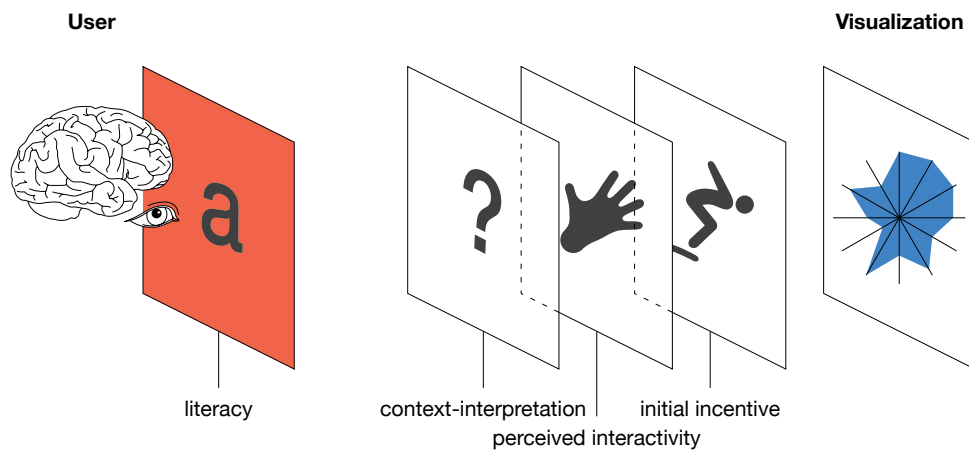 User
Visualization
a
?
literacy
context-interpretation
initial incentive
perceived interactivity